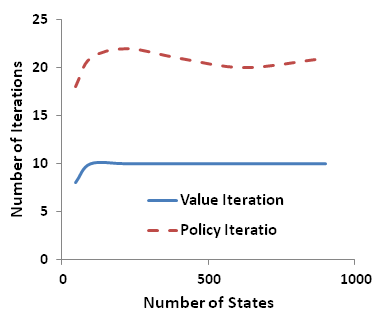 25
20
15
10
5
0
Number of Iterations
Value Iteration
Policy Iteratio
0 500 1000
Number of States